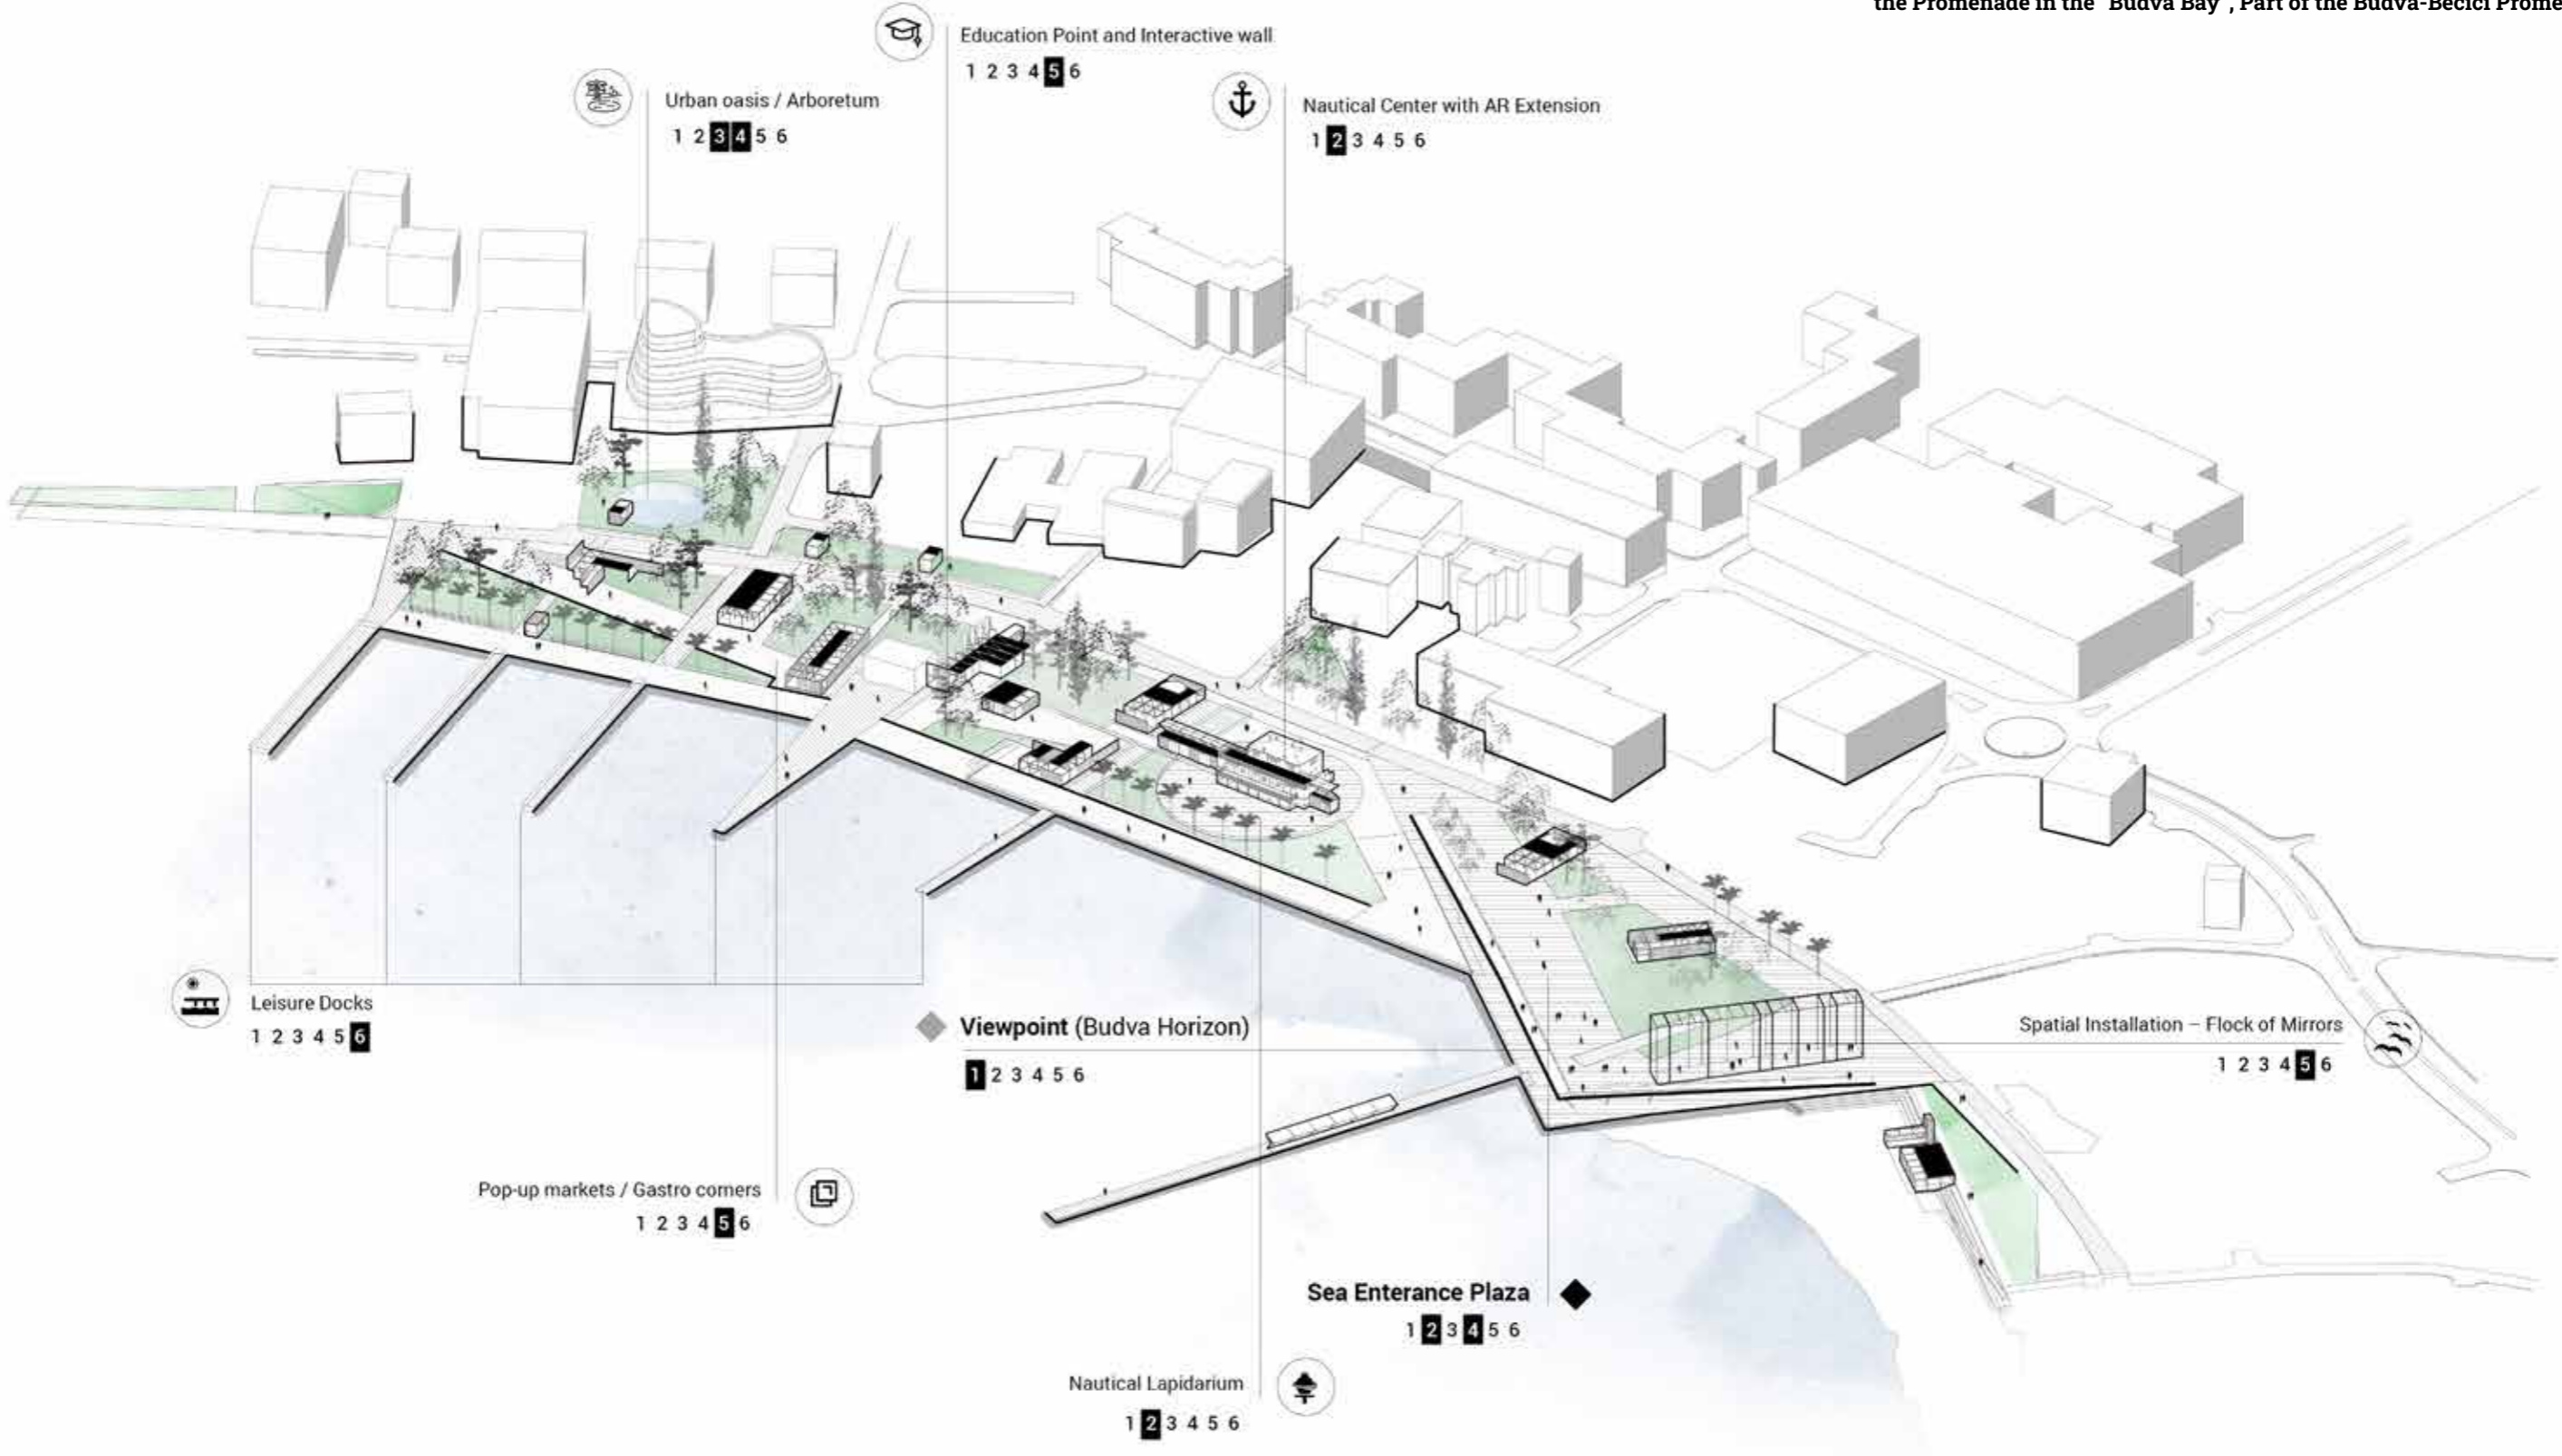 the Promenade in the "Budva Bay", Part of the Budva-Bečići Prome
Education Point and Interactive wall
1 2 3 4 5 6
Urban oasis / Arboretum
1 2 3 4 5 6
Nautical Center with AR Extension
1 2 3 4 5 6
Leisure Docks
1 2 3 4 5 6
Viewpoint (Budva Horizon)
1 2 3 4 5 6
Spatial Installation – Flock of Mirrors
1 2 3 4 5 6
Pop-up markets / Gastro corners
1 2 3 4 5 6
Sea Enterance Plaza
1 2 3 4 5 6
Nautical Lapidarium
1 2 3 4 5 6